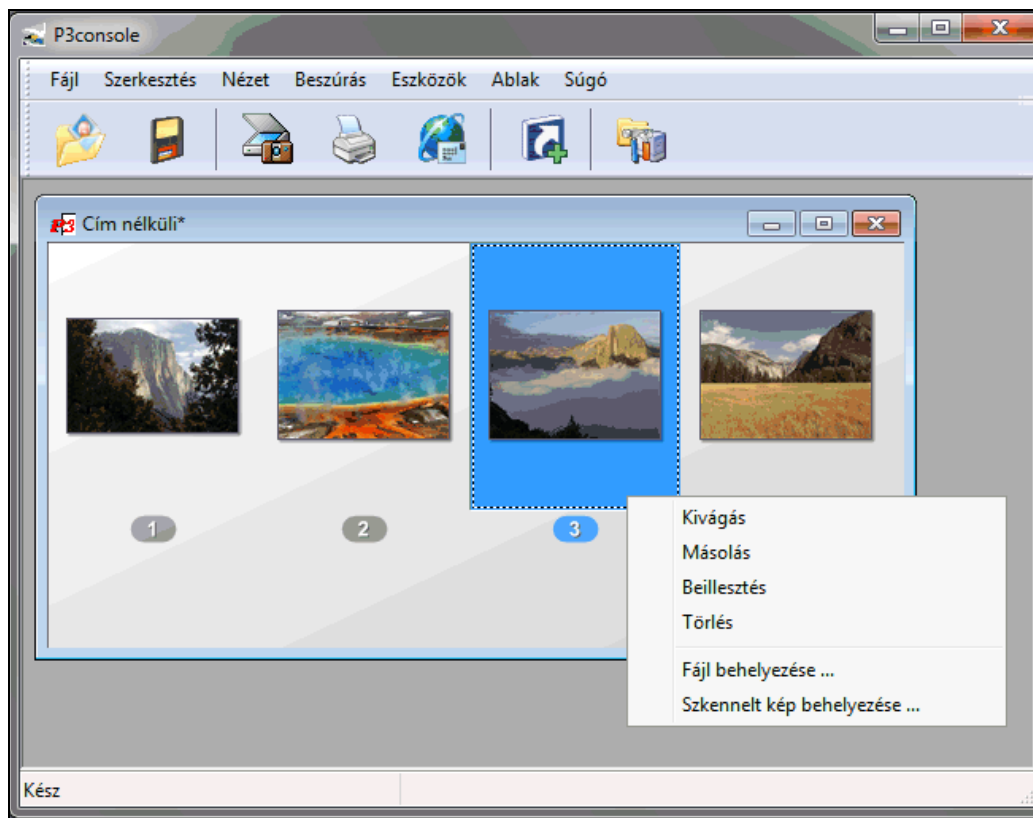 P3console
Fájl Szerkesztés Nézet Beszúrás Eszközök Ablak Súgó
P3 Cím nélküli*
1 2 3
Kivágás
Másolás
Beillesztés
Törlés
Fájl behelyezése ...
Szkennelt kép behelyezése ...
Kész